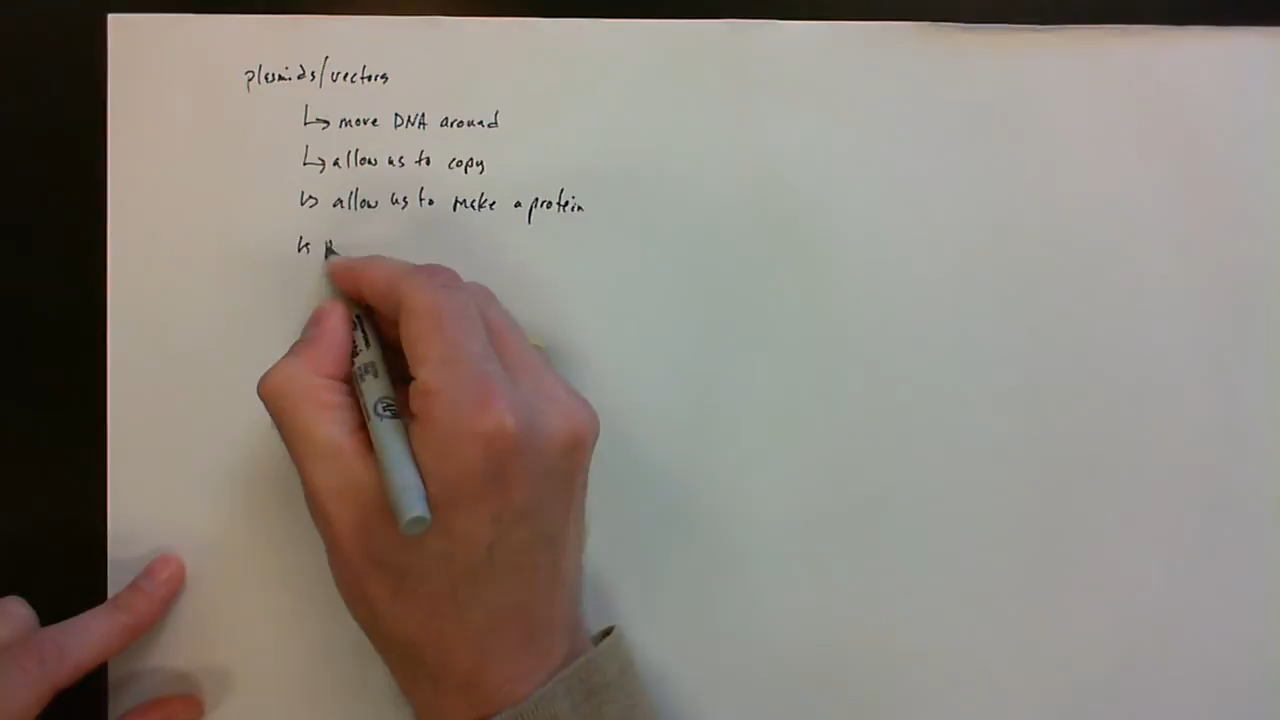 plasmids/vectors
↳ move DNA around
↳ allow us to copy
↳ allow us to make a protein
↳